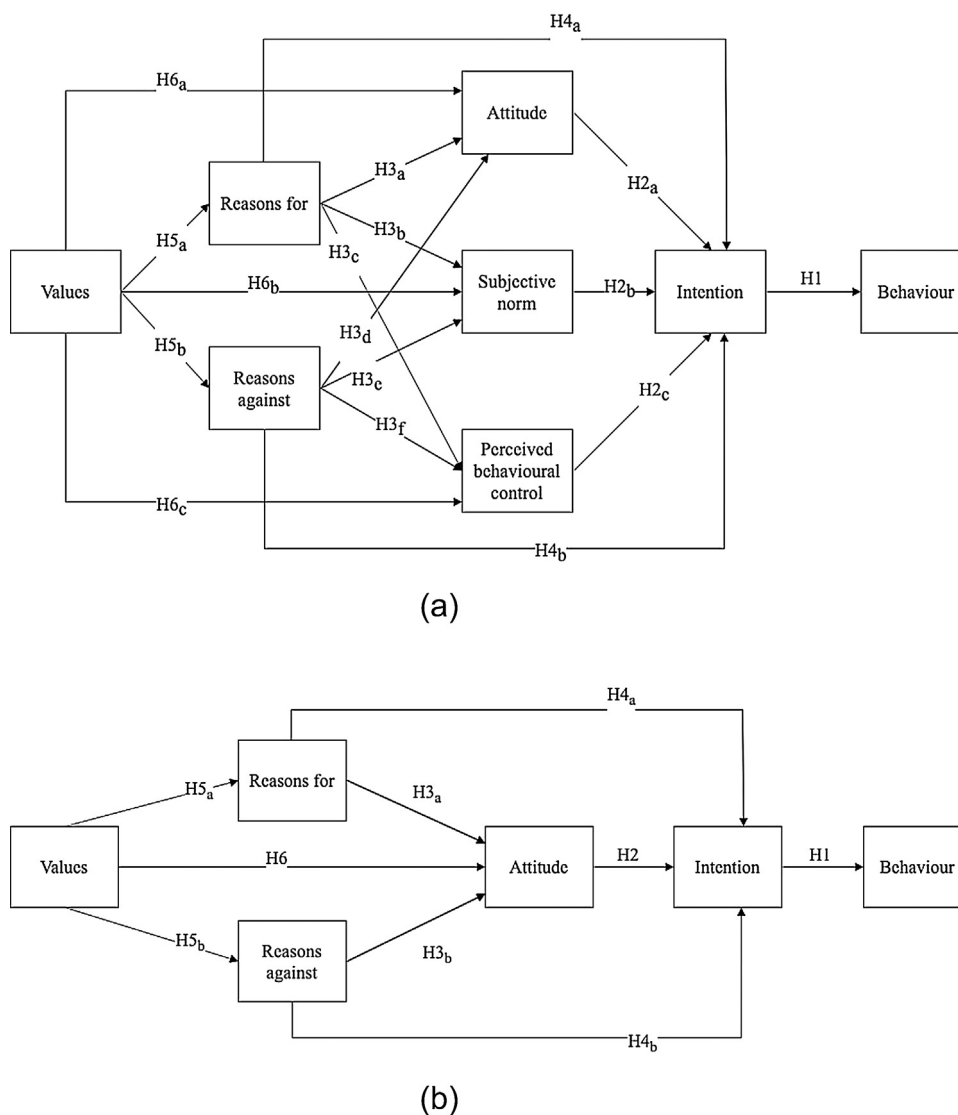 H4a
H6a
Attitude
H3a
H2a
Reasons for
H3b
H5a
H3c
Values
H6b
Subjective
norm
H2b
Intention
H1
Behaviour
H3d
H5b
H3e
Reasons
against
H2c
H3f
Perceived
behavioural
control
H6c
H4b
(a)
H4a
Reasons for
H5a
H3a
Values
H6
Attitude
H2
Intention
H1
Behaviour
H5b
Reasons
against
H3b
H4b
(b)